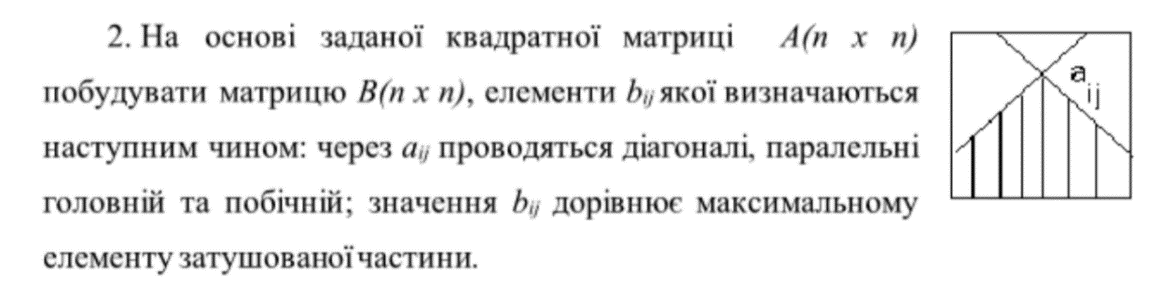 2. На основі заданої квадратної матриці A(n x n)
побудувати матрицю B(n x n), елементи bij якої визначаються
наступним чином: через aij проводяться діагоналі, паралельні
головній та побічній; значення bij дорівнює максимальному
елементу затушованої частини.
a
ij